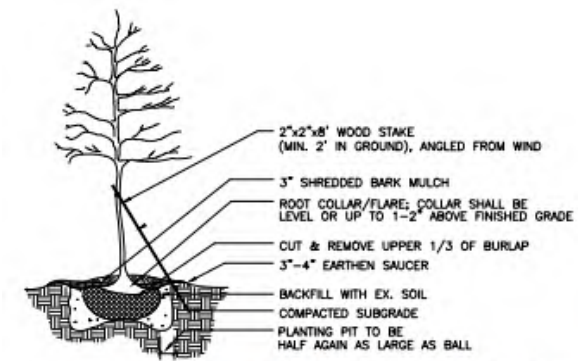 2"x2"x8' WOOD STAKE
(MIN. 2' IN GROUND), ANGLED FROM WIND
3" SHREDDED BARK MULCH
ROOT COLLAR/FLARE; COLLAR SHALL BE
LEVEL OR UP TO 1-2" ABOVE FINISHED GRADE
CUT & REMOVE UPPER 1/3 OF BURLAP
3"-4" EARTHEN SAUCER
BACKFILL WITH EX. SOIL
COMPACTED SUBGRADE
PLANTING PIT TO BE
HALF AGAIN AS LARGE AS BALL